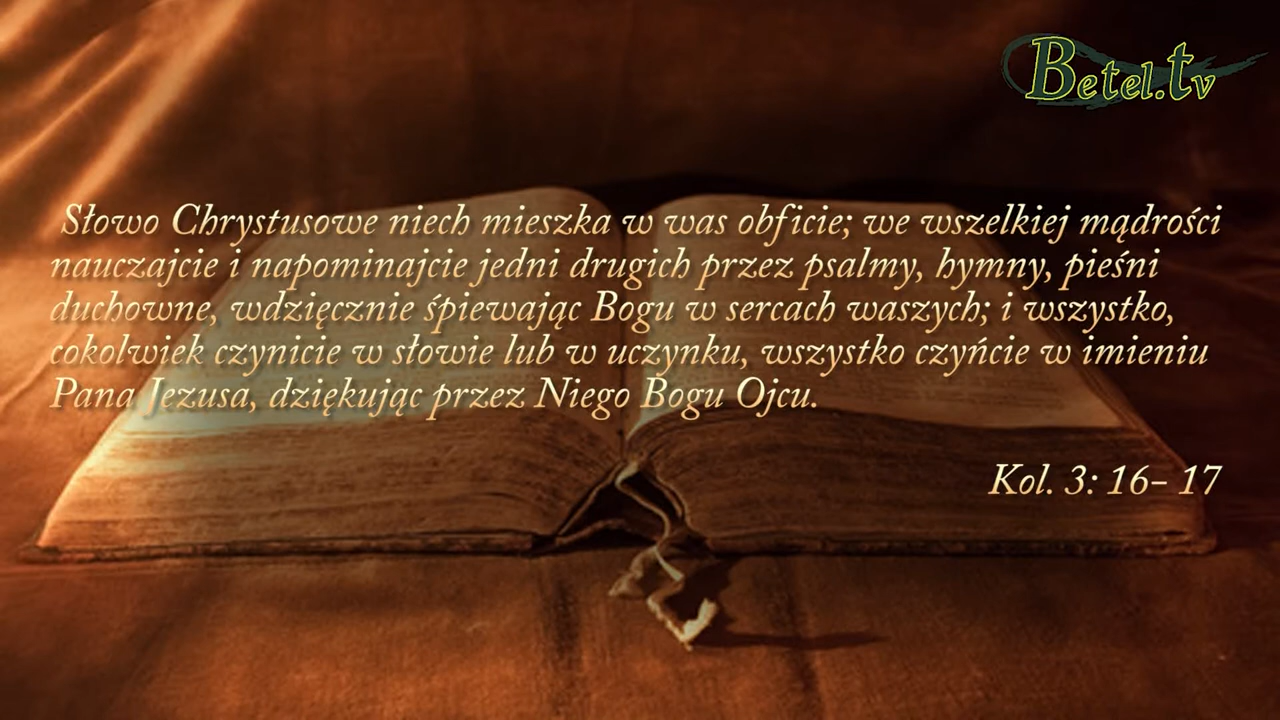 Betel.tv
Słowo Chrystusowe niech mieszka w was obficie; we wszelkiej mądrości
nauczajcie i napominajcie jedni drugich przez psalmy, hymny, pieśni
duchowne, wdzięcznie śpiewając Bogu w sercach waszych; i wszystko,
cokolwiek czynicie w słowie lub w uczynku, wszystko czyńcie w imieniu
Pana Jezusa, dziękując przez Niego Bogu Ojcu.
Kol. 3: 16- 17